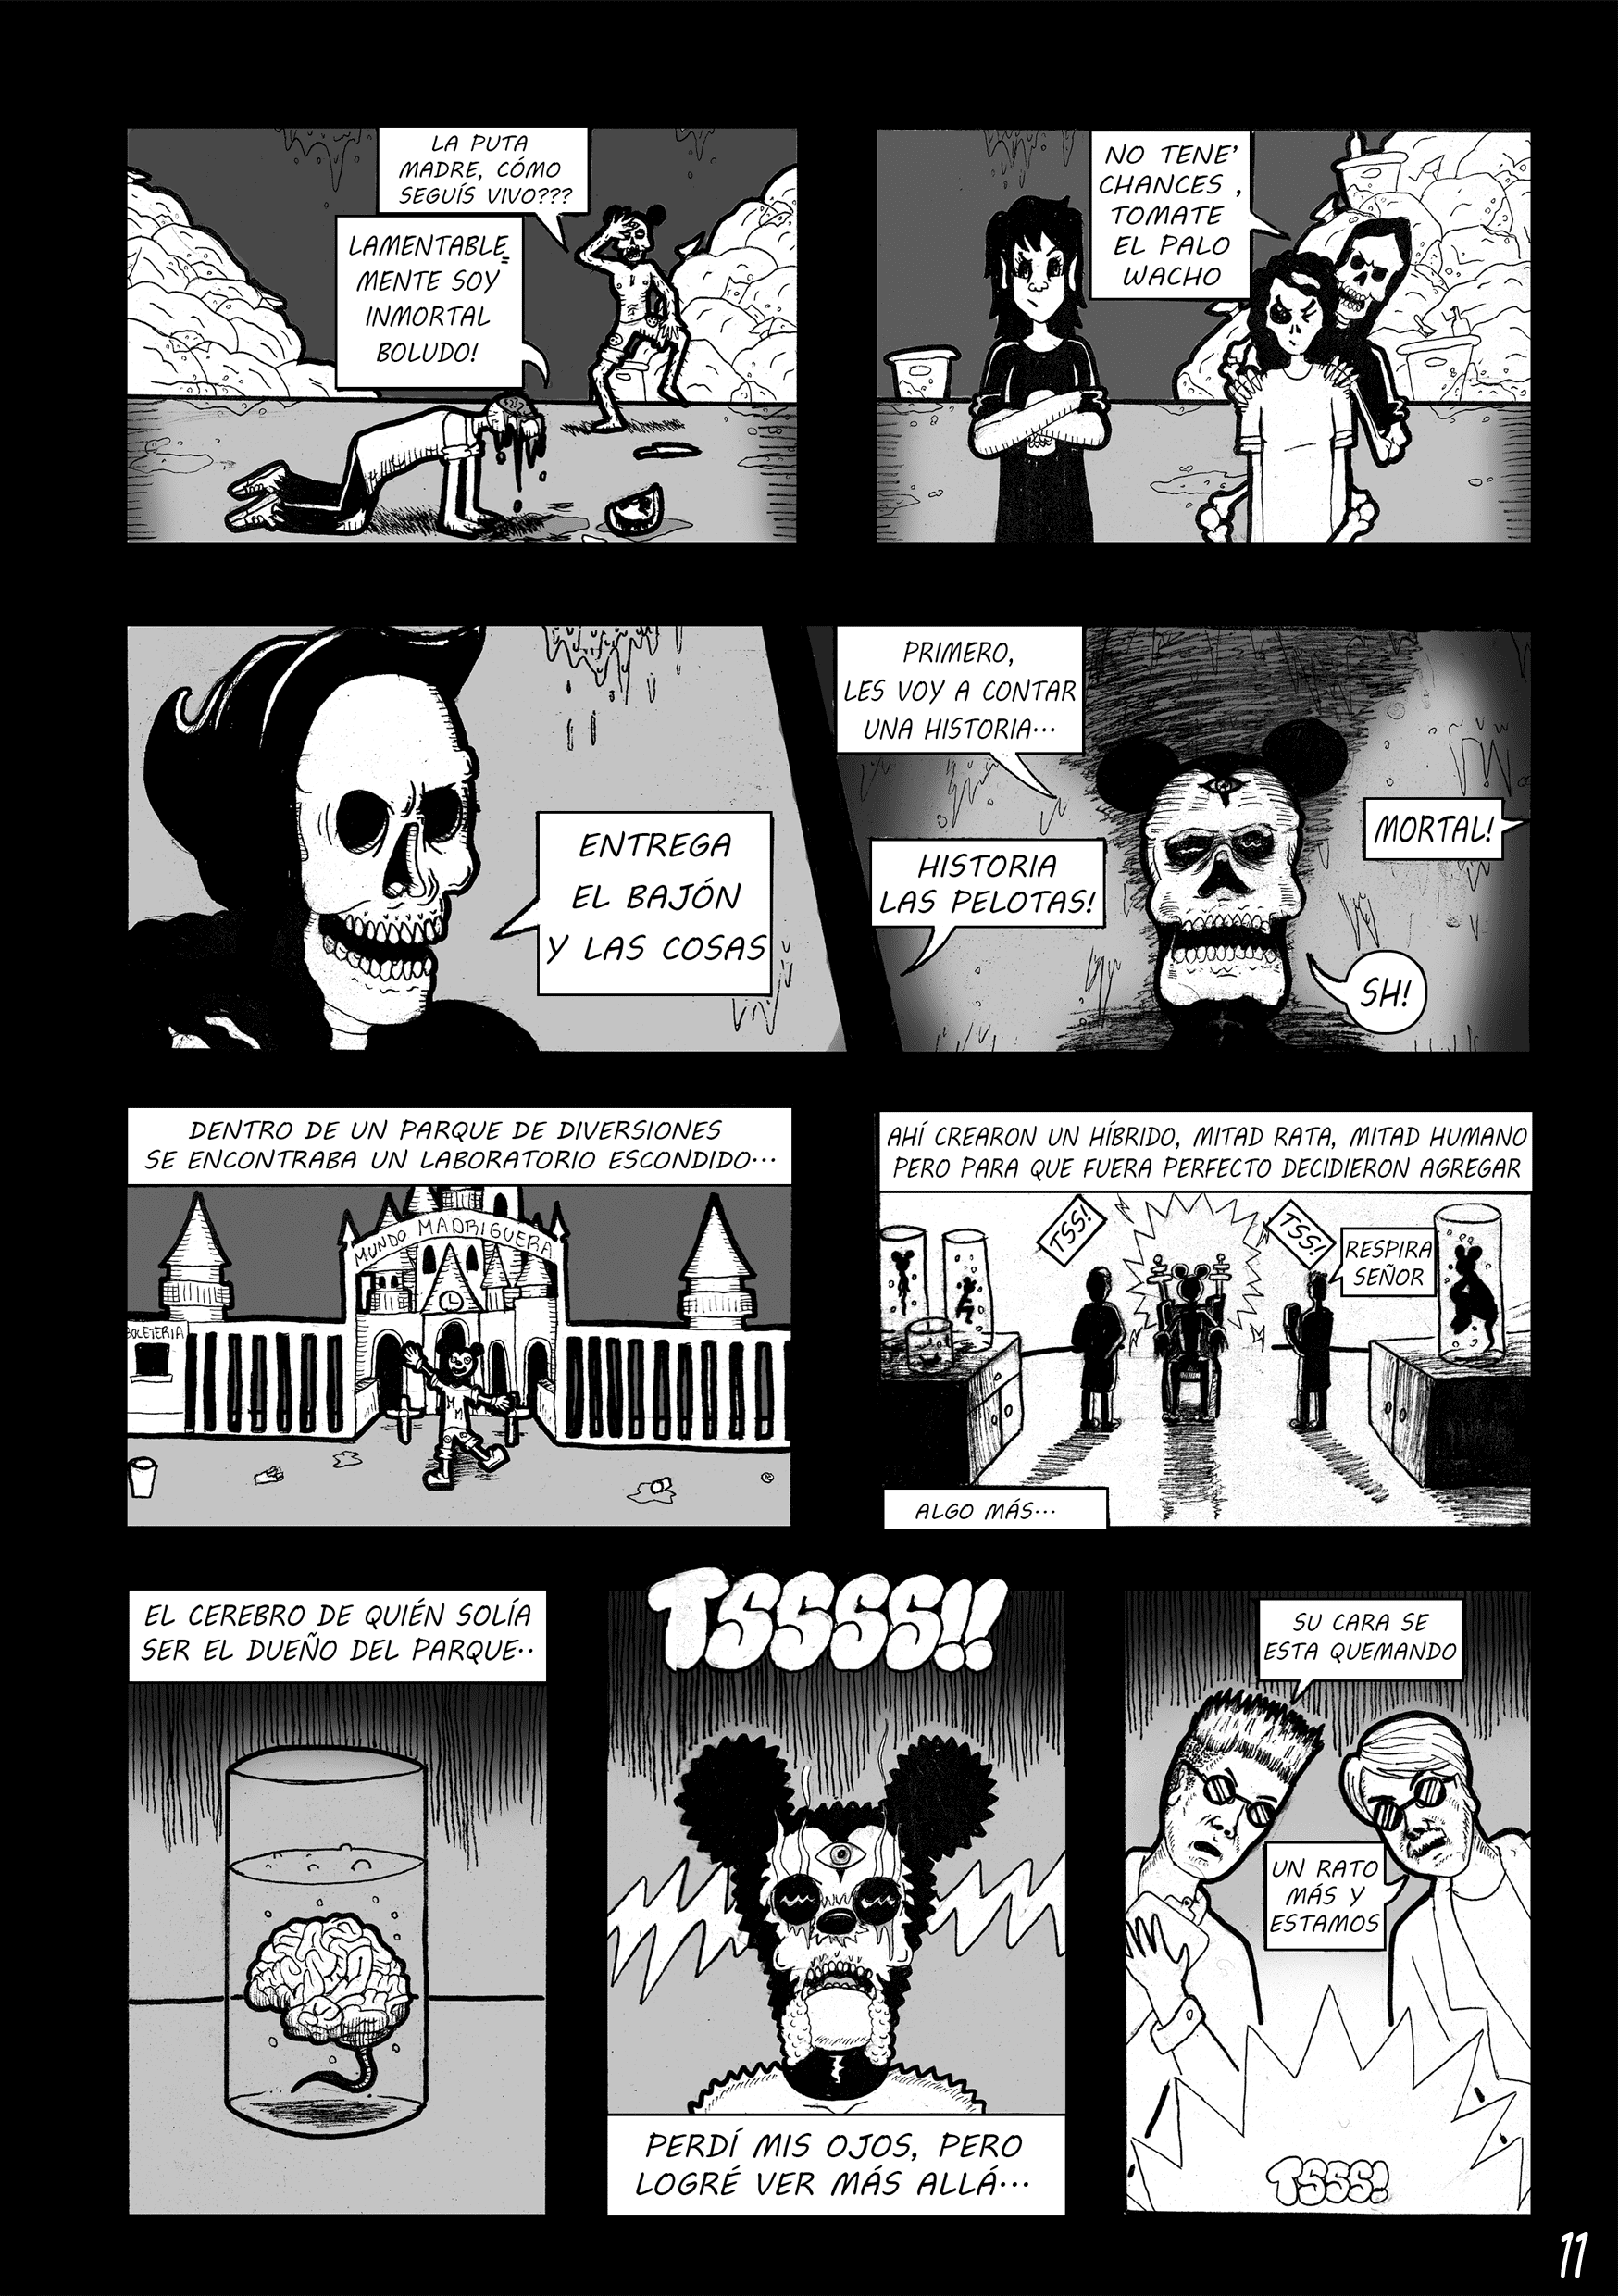 LA PUTA
MADRE, CÓMO
SEGUÍS VIVO???
LAMENTABLE=
MENTE SOY
INMORTAL
BOLUDO!
NO TENE'
CHANCES ,
TOMATE
EL PALO
WACHO
ENTREGA
EL BAJÓN
Y LAS COSAS
PRIMERO,
LES VOY A CONTAR
UNA HISTORIA...
HISTORIA
LAS PELOTAS!
MORTAL!
SH!
DENTRO DE UN PARQUE DE DIVERSIONES
SE ENCONTRABA UN LABORATORIO ESCONDIDO...
MUNDO MADRIGUERA
BOLETERIA
M
M
AHÍ CREARON UN HÍBRIDO, MITAD RATA, MITAD HUMANO
PERO PARA QUE FUERA PERFECTO DECIDIERON AGREGAR
TSS!
TSS!
RESPIRA
SEÑOR
ALGO MÁS...
EL CEREBRO DE QUIÉN SOLÍA
SER EL DUEÑO DEL PARQUE..
TSSSS!!
PERDÍ MIS OJOS, PERO
LOGRÉ VER MÁS ALLÁ...
SU CARA SE
ESTA QUEMANDO
UN RATO
MÁS Y
ESTAMOS
TSSS!
11